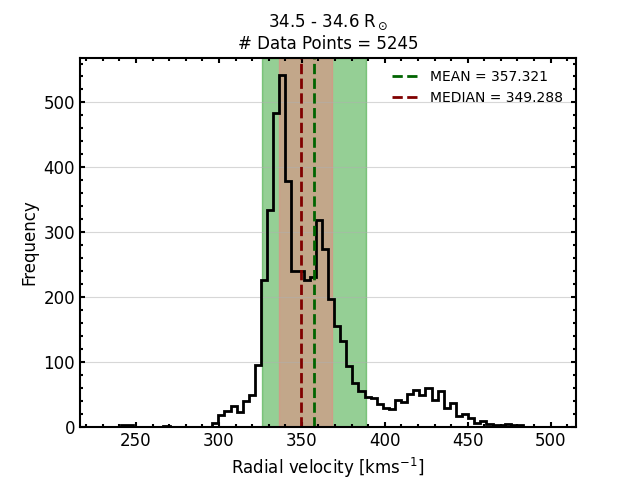 34.5 - 34.6 R⊙
# Data Points = 5245
MEAN = 357.321
MEDIAN = 349.288
Frequency
500
400
300
200
100
0
250 300 350 400 450 500
Radial velocity [kms⁻¹]